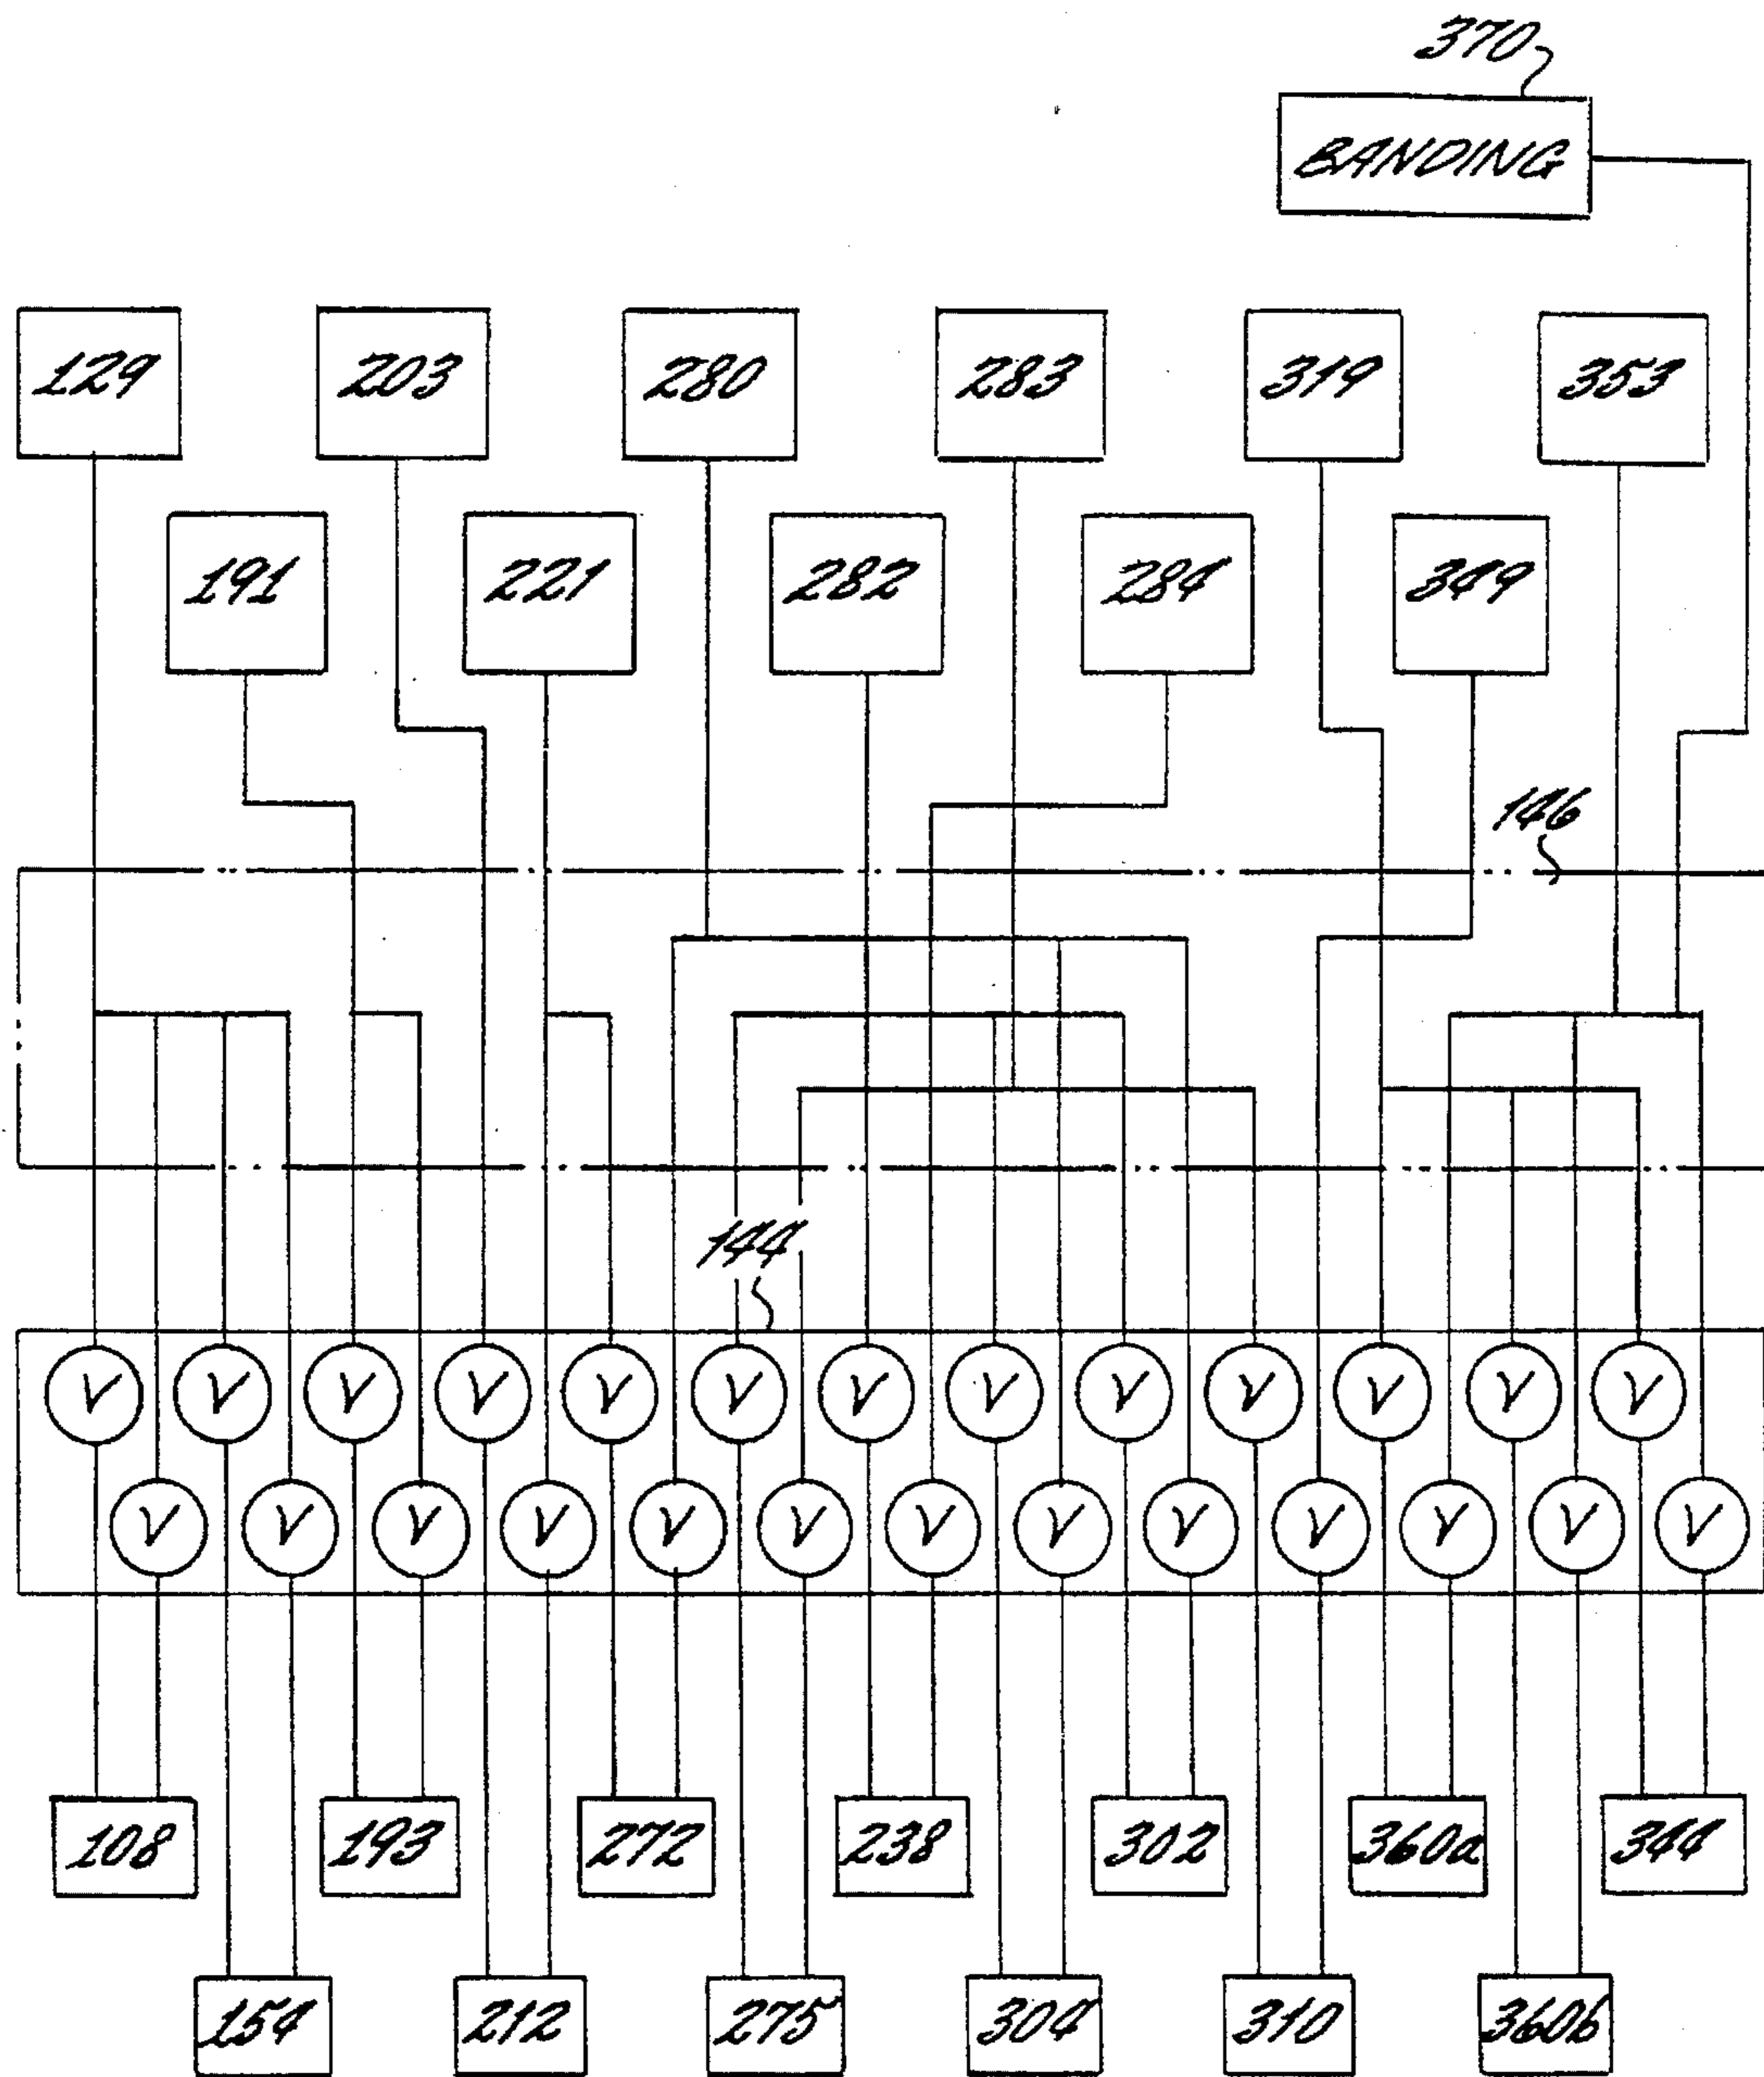 370
BANDING
129 203 280 283 319 353
191 221 282 284 349
146
144
V V V V V V V V V V V V V
V V V V V V V V V V V V V
108 193 272 238 302 360a 344
154 212 275 304 310 360b